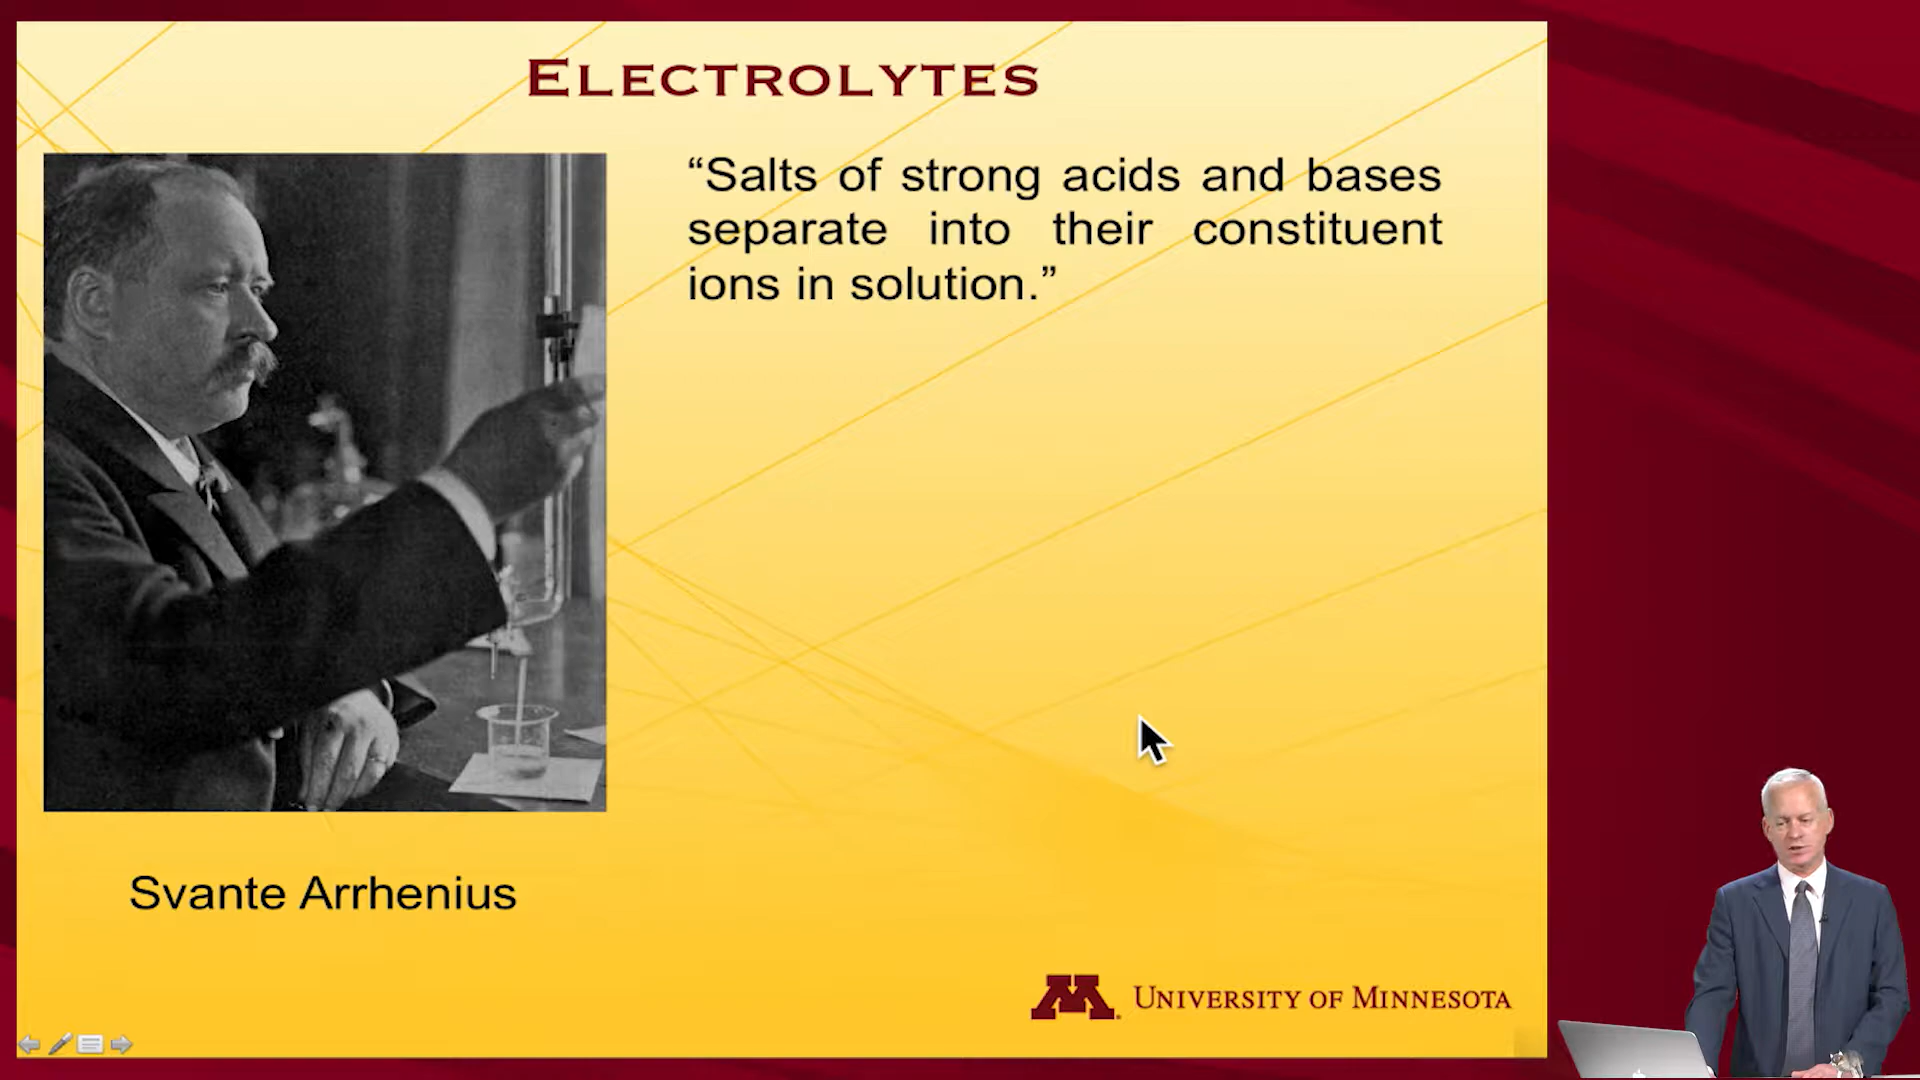 ELECTROLYTES
“Salts of strong acids and bases
separate into their constituent
ions in solution.”
Svante Arrhenius
M UNIVERSITY OF MINNESOTA